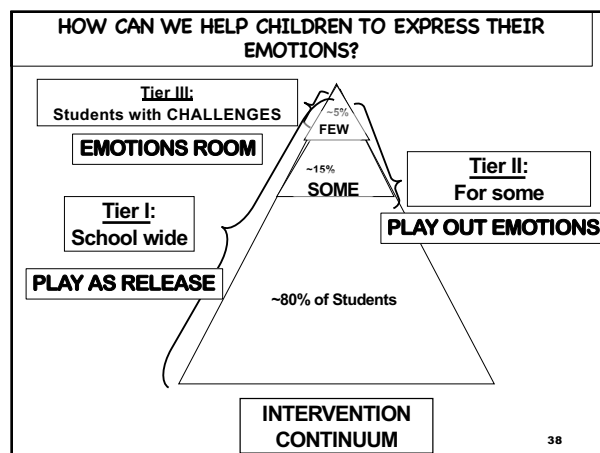 HOW CAN WE HELP CHILDREN TO EXPRESS THEIR
EMOTIONS?
Tier III:
Students with CHALLENGES
EMOTIONS ROOM
~5%
FEW
~15%
SOME
Tier II:
For some
PLAY OUT EMOTIONS
Tier I:
School wide
PLAY AS RELEASE
~80% of Students
INTERVENTION
CONTINUUM
38